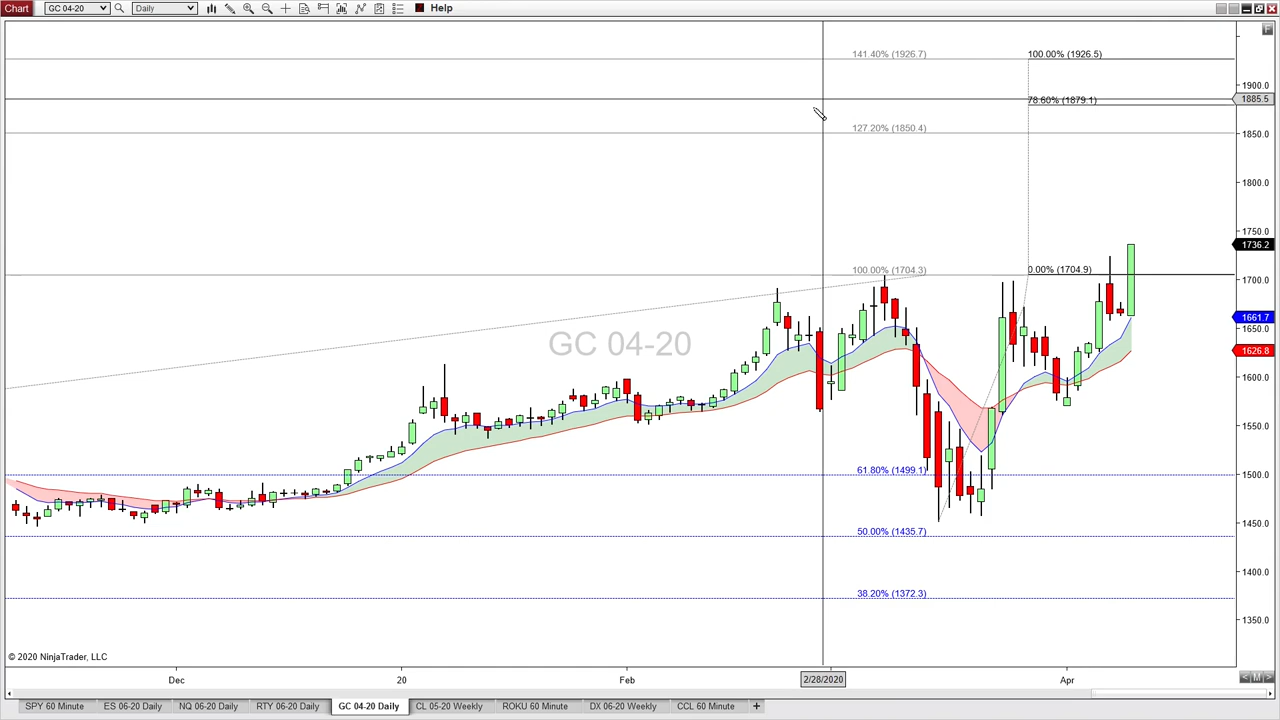 Chart GC 04-20 Daily Help
F
141.40% (1926.7) 100.00% (1926.5)
1900.0
78.60% (1879.1) 1885.5
127.20% (1850.4) 1850.0
1800.0
1750.0
1736.2
100.00% (1704.3) 0.00% (1704.9)
1700.0
1661.7
1650.0
GC 04-20
1626.8
1600.0
1550.0
61.80% (1499.1) 1500.0
1450.0
50.00% (1435.7)
1400.0
38.20% (1372.3)
1350.0
© 2020 NinjaTrader, LLC
Dec 20 Feb 2/28/2020 Apr
< M >
SPY 60 Minute ES 06-20 Daily NQ 06-20 Daily RTY 06-20 Daily GC 04-20 Daily CL 05-20 Weekly ROKU 60 Minute DX 06-20 Weekly CCL 60 Minute +